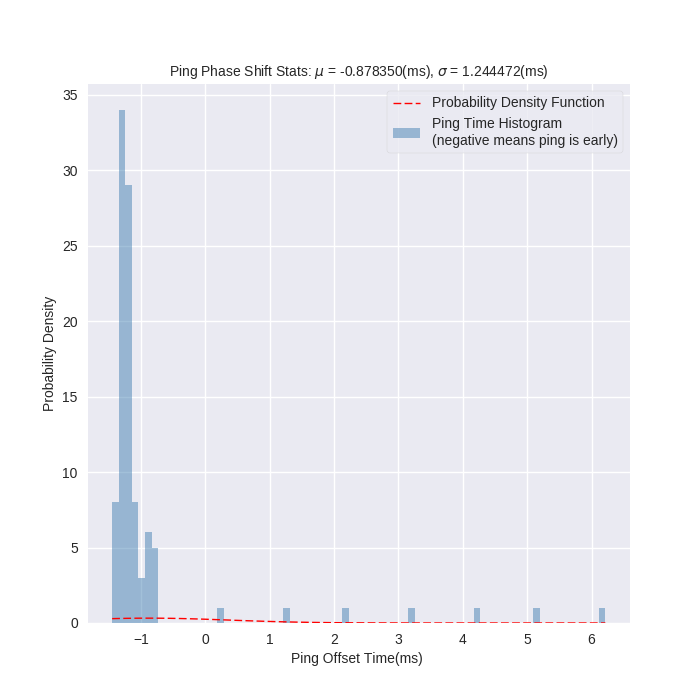 Ping Phase Shift Stats: μ = -0.878350(ms), σ = 1.244472(ms)
Probability Density Function
Ping Time Histogram
(negative means ping is early)
Probability Density
35
30
25
20
15
10
5
0
−1
0
1
2
3
4
5
6
Ping Offset Time(ms)